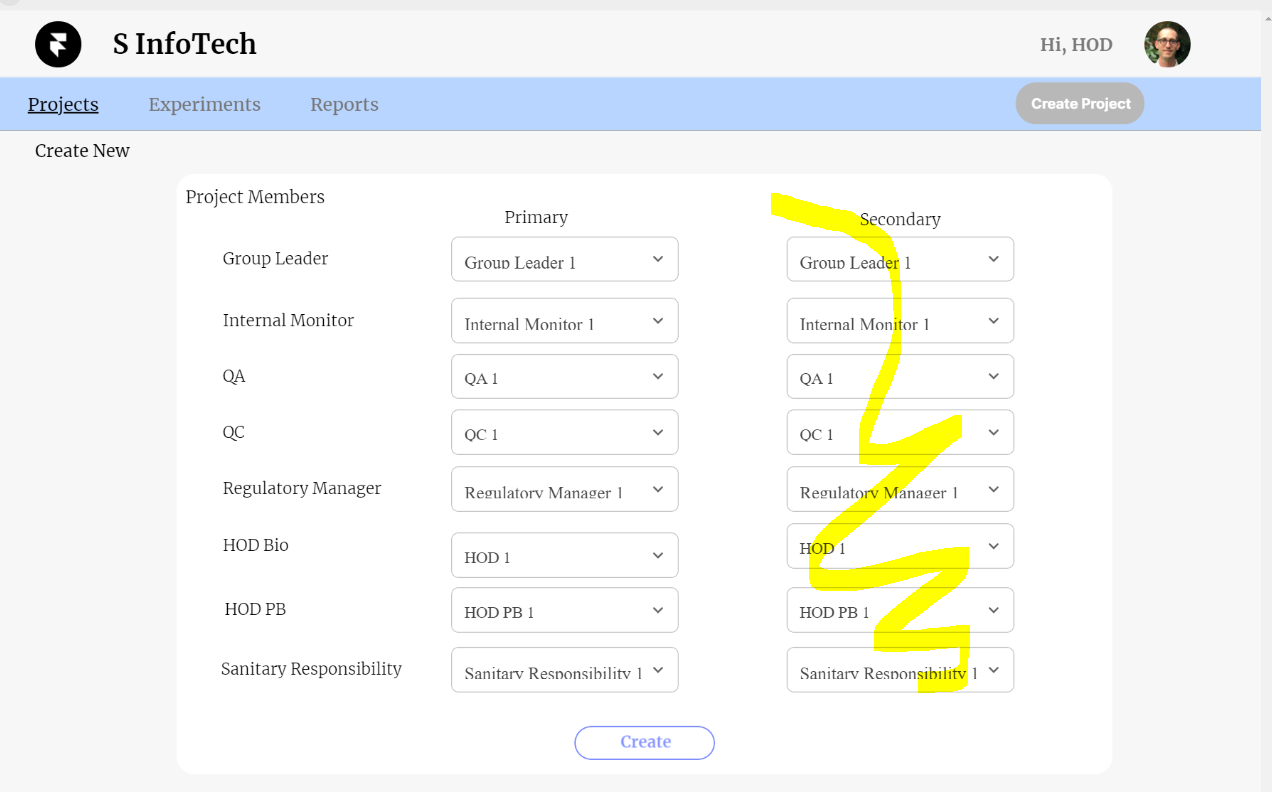 S InfoTech
Hi, HOD
Projects Experiments Reports Create Project
Create New
Project Members
Primary Secondary
Group Leader Group Leader 1 Group Leader 1
Internal Monitor Internal Monitor 1 Internal Monitor 1
QA QA 1 QA 1
QC QC 1 QC 1
Regulatory Manager Regulatory Manager 1 Regulatory Manager 1
HOD Bio HOD 1 HOD 1
HOD PB HOD PB 1 HOD PB 1
Sanitary Responsibility Sanitary Responsibility 1 Sanitary Responsibility 1
Create